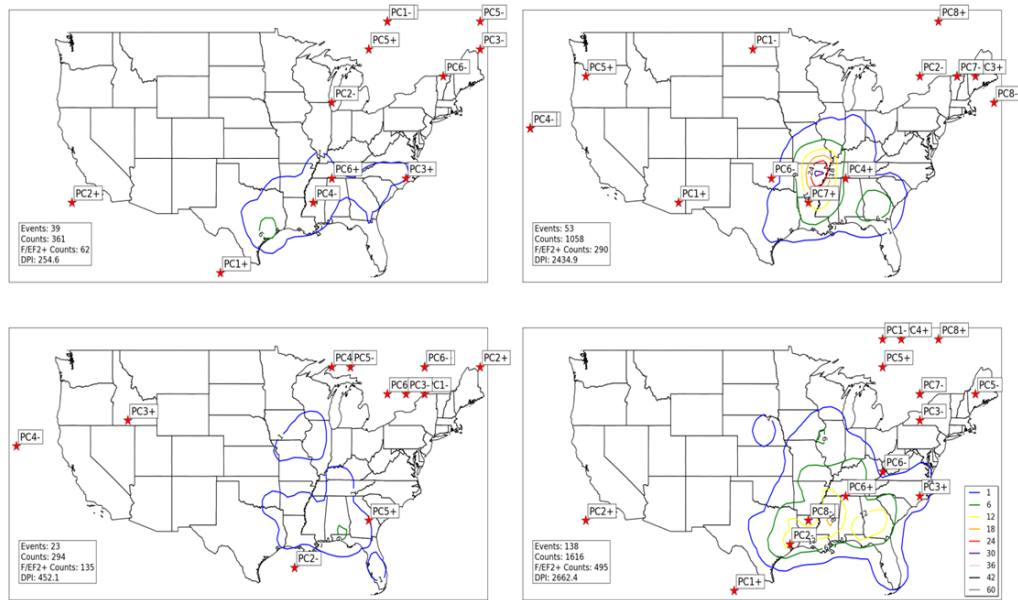 PC1-
PC5-
PC5+
PC3-
PC6-
PC2-
PC6+
PC3+
PC2+
PC4-
PC1+
Events: 39
Counts: 361
F/EF2+ Counts: 62
DPI: 254.6
PC8+
PC1-
PC5+
PC2-
PC7-
C3+
PC8-
PC4-
PC6-
PC4+
PC1+
PC7+
Events: 53
Counts: 1058
F/EF2+ Counts: 290
DPI: 2434.9
PC4
PC5-
PC6-
PC2+
PC6
PC3-
C1-
PC3+
PC4-
PC5+
PC2-
Events: 23
Counts: 294
F/EF2+ Counts: 135
DPI: 452.1
PC1-
C4+
PC8+
PC5+
PC7-
PC5-
PC3-
PC6-
PC6+
PC3+
PC2+
PC8-
PC2-
PC1+
Events: 138
Counts: 1616
F/EF2+ Counts: 495
DPI: 2662.4
1
6
12
18
24
30
36
42
60